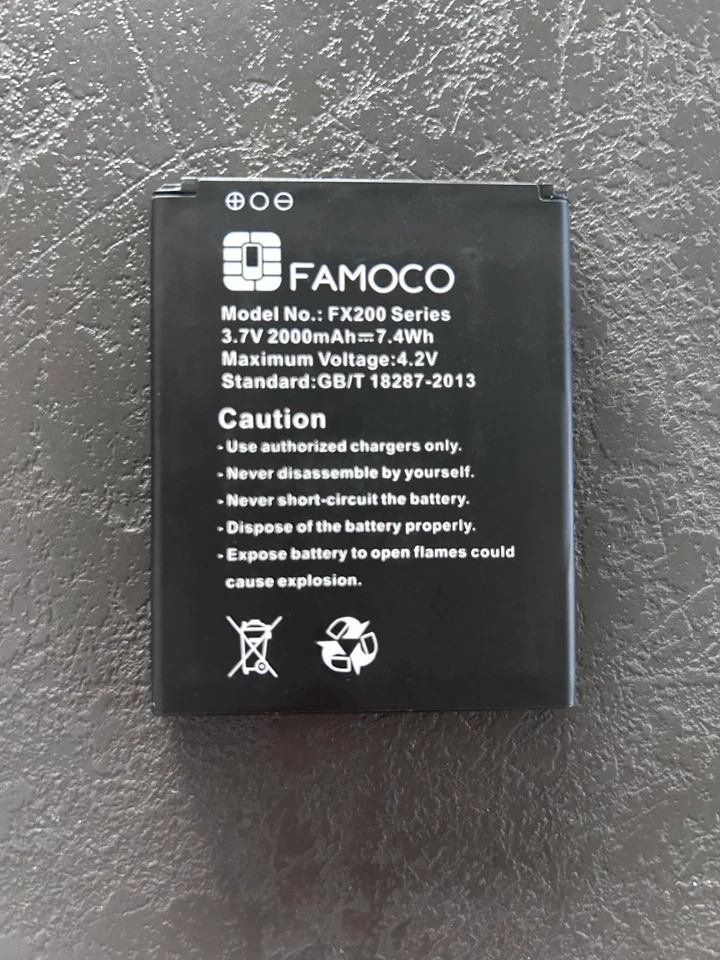 FAMOCO
Model No.: FX200 Series
3.7V 2000mAh⎓7.4Wh
Maximum Voltage:4.2V
Standard:GB/T 18287-2013
Caution
-Use authorized chargers only.
-Never disassemble by yourself.
-Never short-circuit the battery.
-Dispose of the battery properly.
-Expose battery to open flames could
cause explosion.